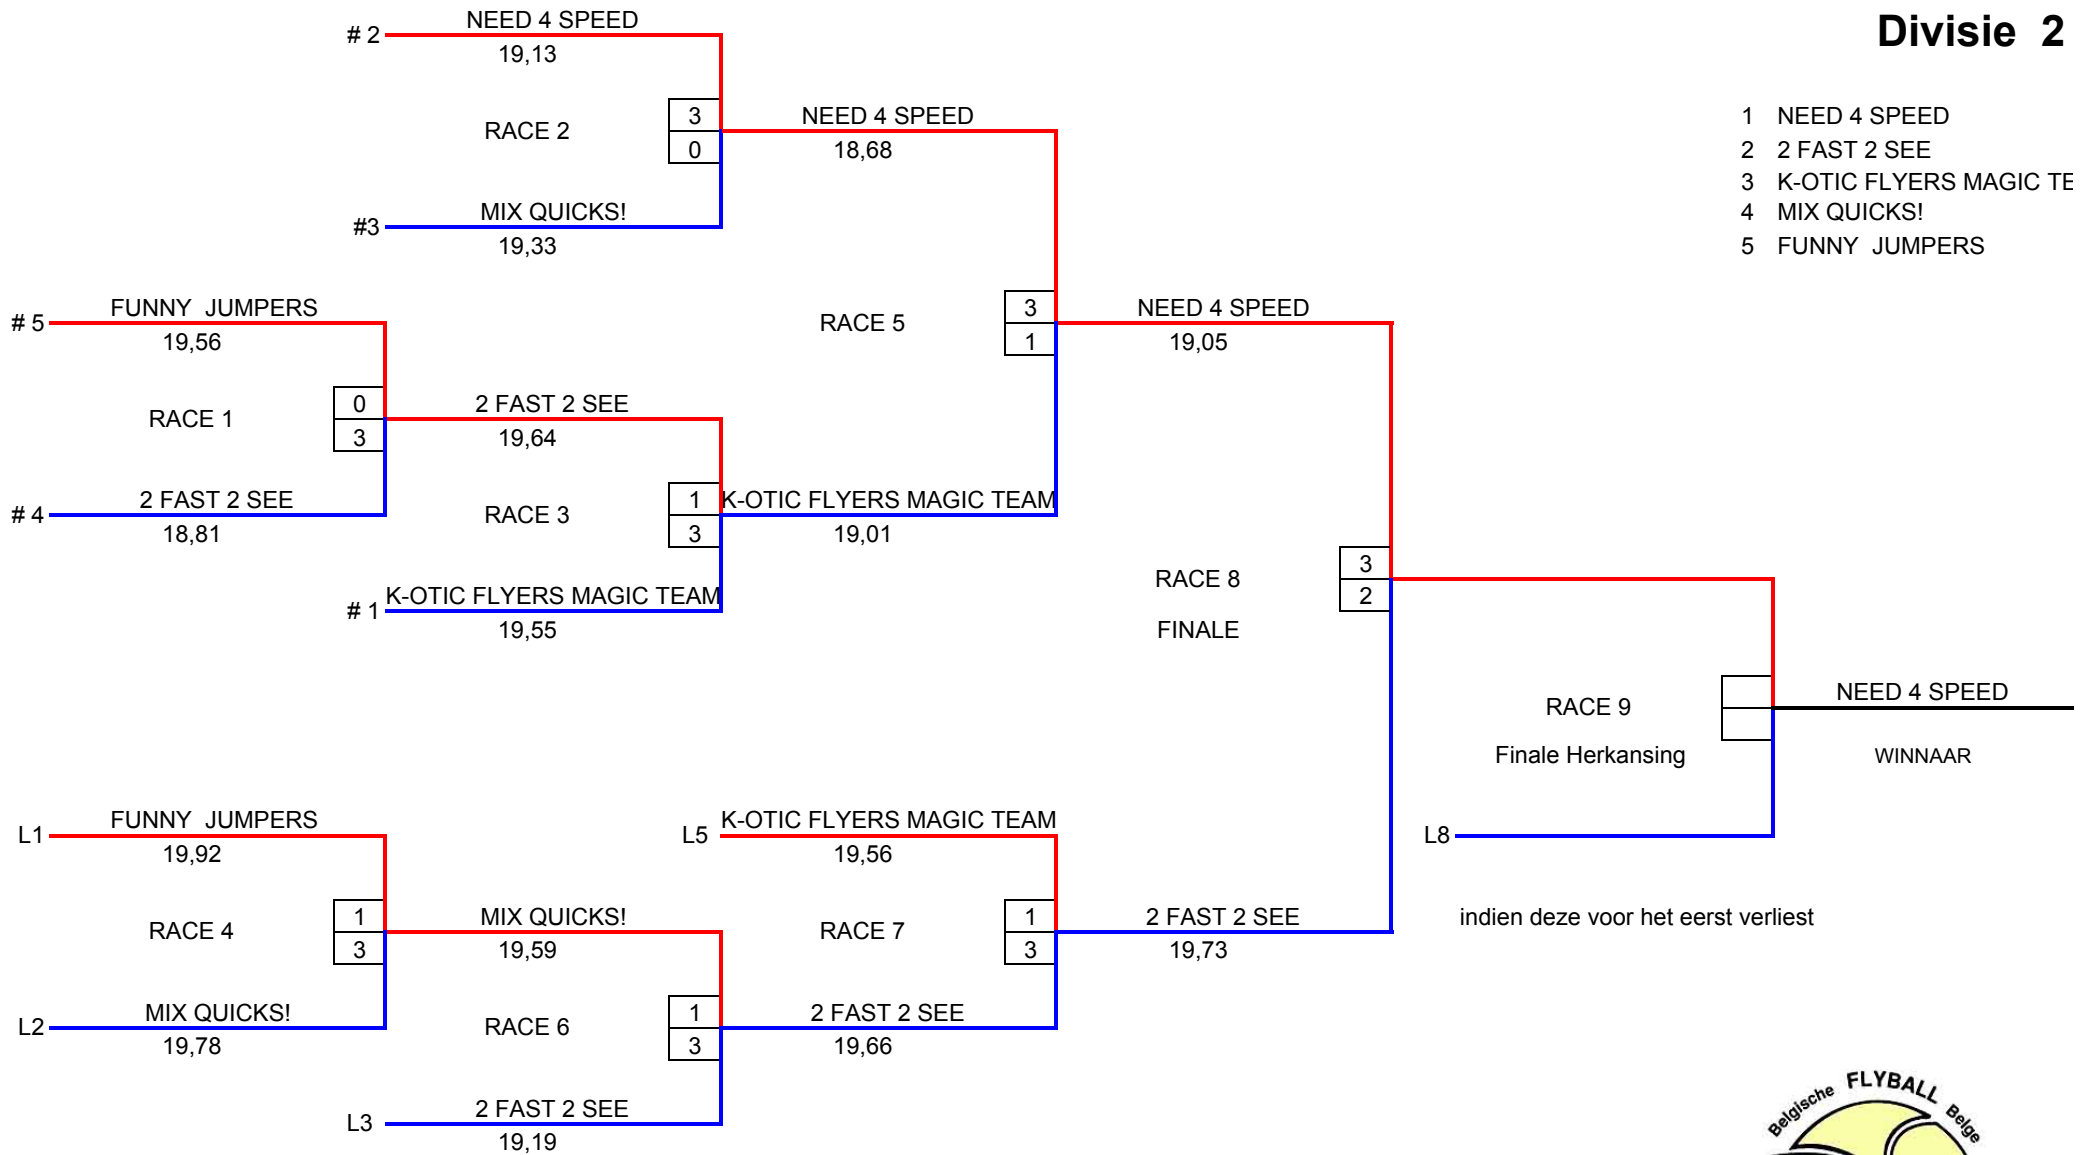 Divisie 2
1 NEED 4 SPEED
2 2 FAST 2 SEE
3 K-OTIC FLYERS MAGIC TE
4 MIX QUICKS!
5 FUNNY JUMPERS
# 2
NEED 4 SPEED
19,13
RACE 2
3
0
#3
MIX QUICKS!
19,33
NEED 4 SPEED
18,68
# 5
FUNNY JUMPERS
19,56
RACE 1
0
3
# 4
2 FAST 2 SEE
18,81
2 FAST 2 SEE
19,64
RACE 3
1
3
# 1
K-OTIC FLYERS MAGIC TEAM
19,55
K-OTIC FLYERS MAGIC TEAM
19,01
RACE 5
3
1
NEED 4 SPEED
19,05
RACE 8
3
2
FINALE
L1
FUNNY JUMPERS
19,92
RACE 4
1
3
L2
MIX QUICKS!
19,78
MIX QUICKS!
19,59
RACE 6
1
3
L3
2 FAST 2 SEE
19,19
L5
K-OTIC FLYERS MAGIC TEAM
19,56
RACE 7
1
3
2 FAST 2 SEE
19,66
2 FAST 2 SEE
19,73
RACE 9
Finale Herkansing
NEED 4 SPEED
WINNAAR
L8
indien deze voor het eerst verliest
Belgische FLYBALL Belge